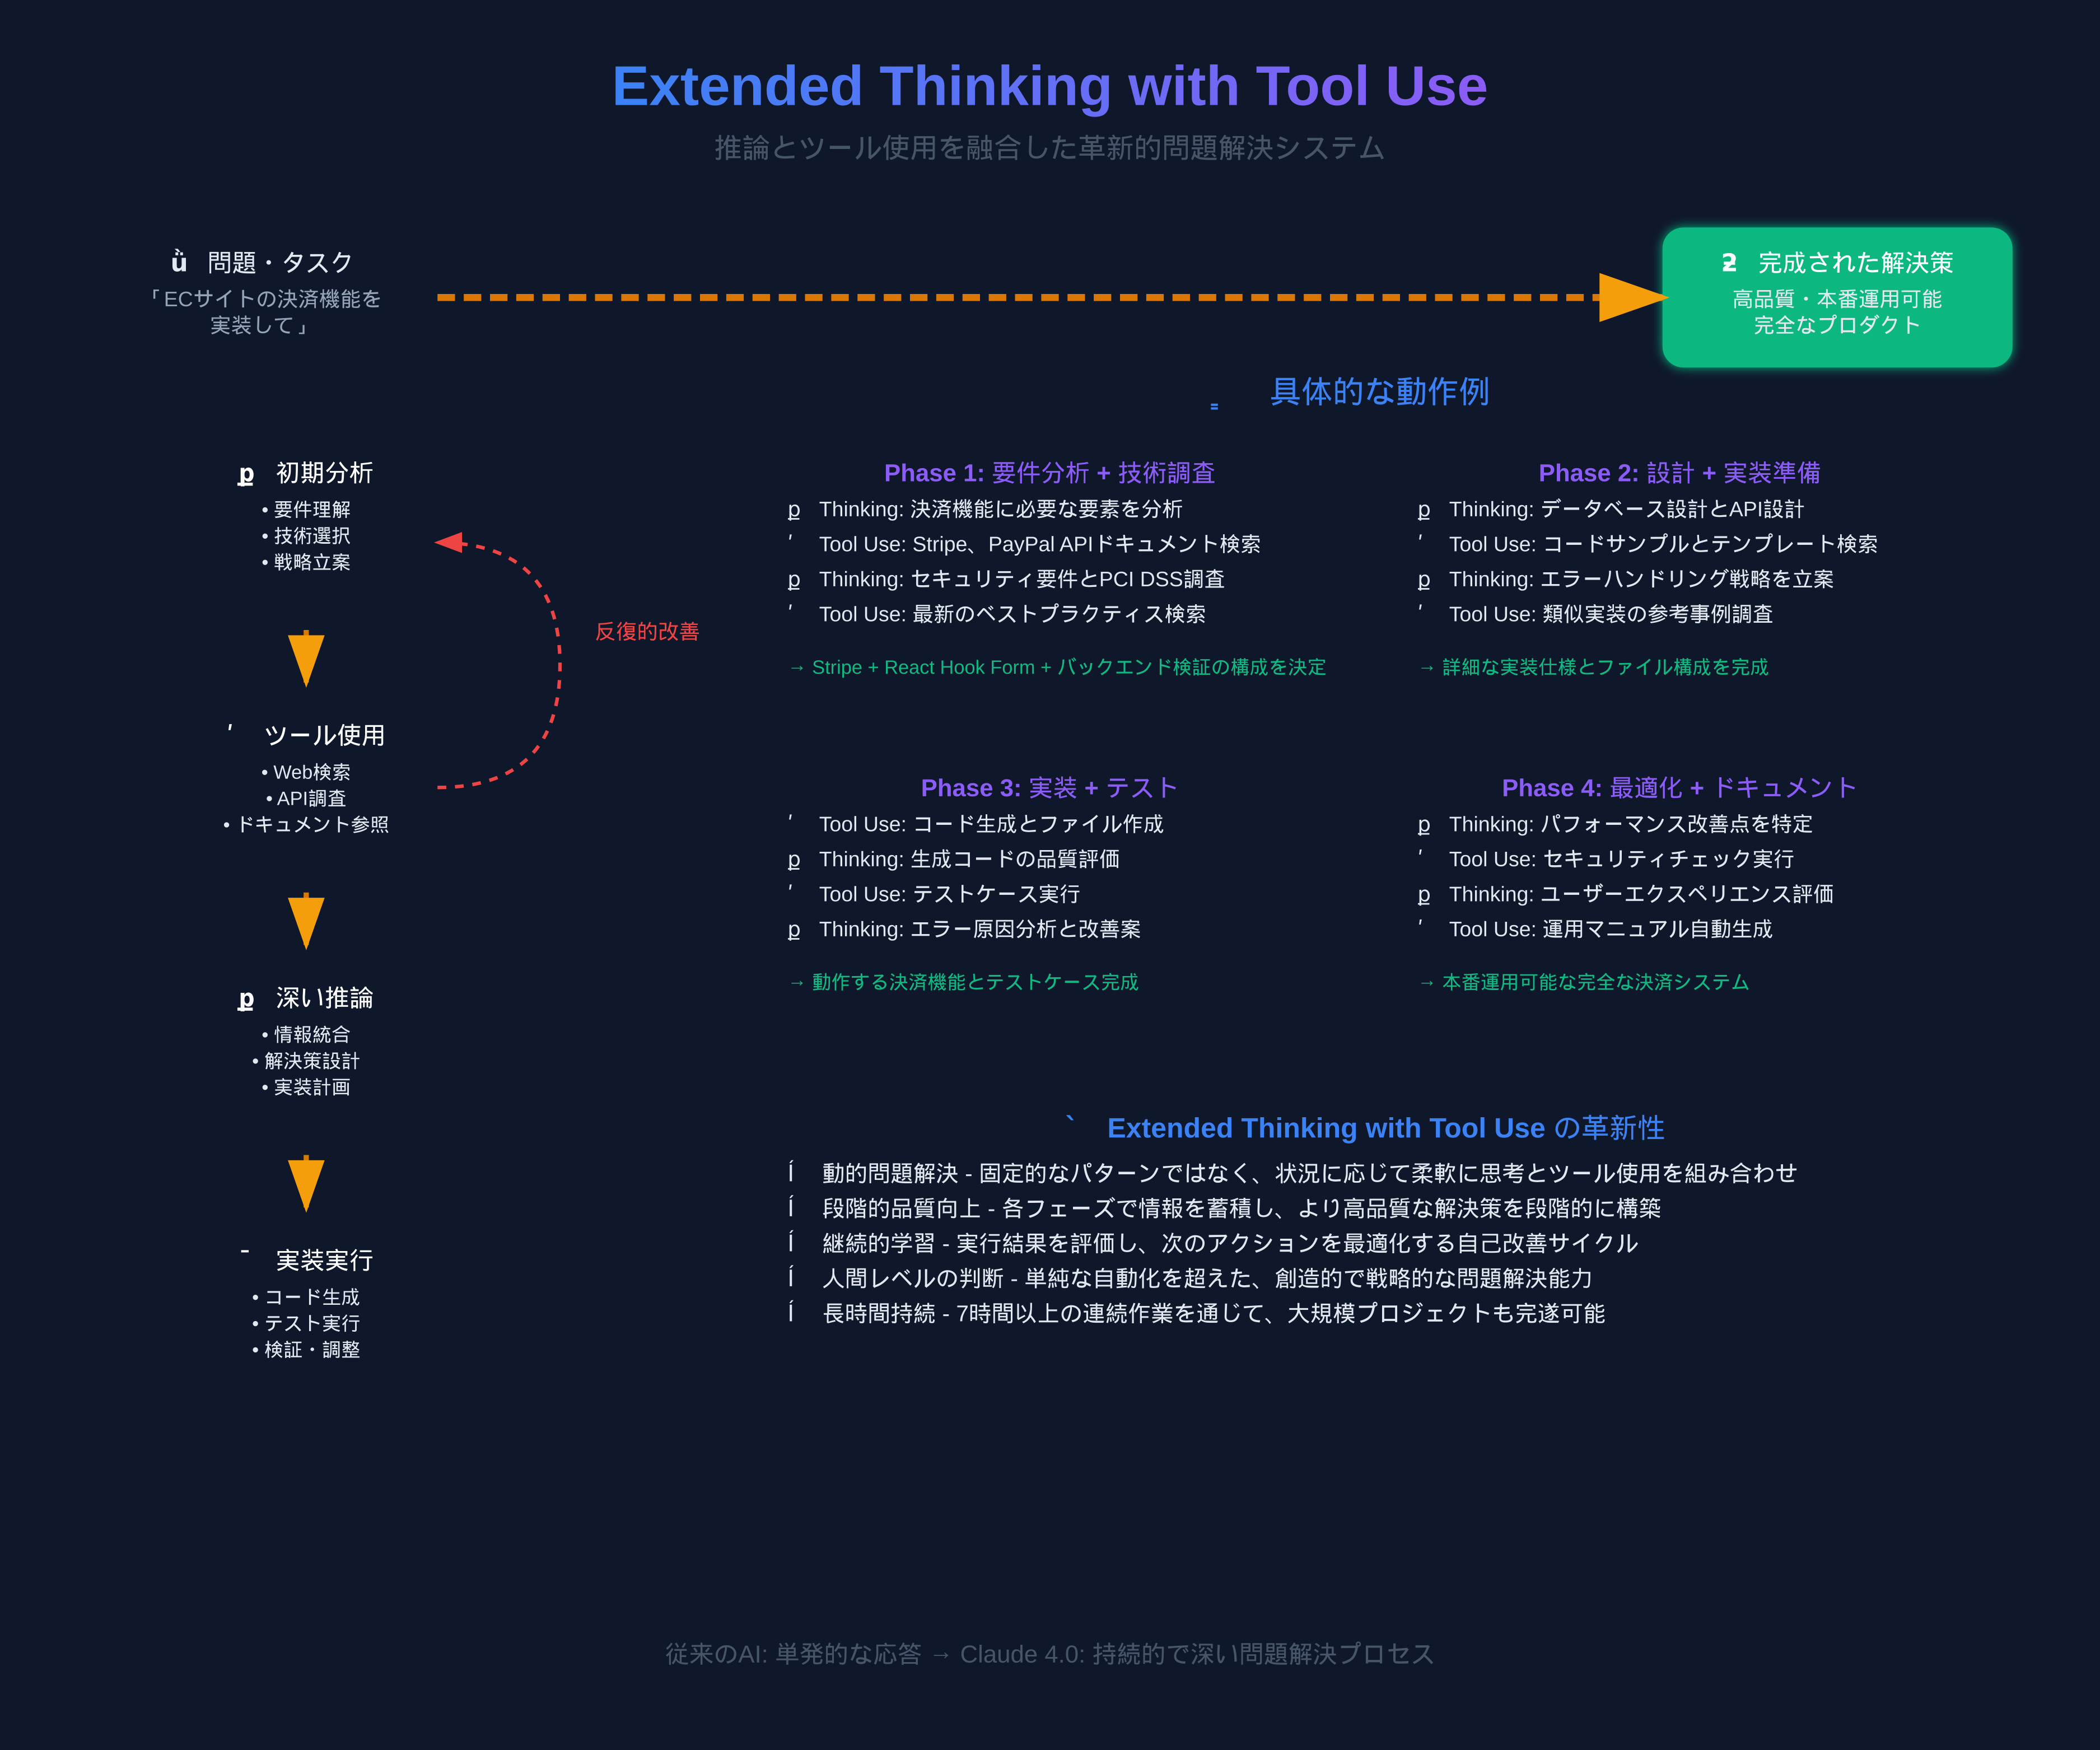 Extended Thinking with Tool Use
推論とツール使用を融合した革新的問題解決システム
問題・タスク
「ECサイトの決済機能を
実装して」
完成された解決策
高品質・本番運用可能
完全なプロダクト
具体的な動作例
初期分析
• 要件理解
• 技術選択
• 戦略立案
反復的改善
ツール使用
• Web検索
• API調査
• ドキュメント参照
深い推論
• 情報統合
• 解決策設計
• 実装計画
実装実行
• コード生成
• テスト実行
• 検証・調整
Phase 1: 要件分析 + 技術調査
Thinking: 決済機能に必要な要素を分析
Tool Use: Stripe、PayPal APIドキュメント検索
Thinking: セキュリティ要件とPCI DSS調査
Tool Use: 最新のベストプラクティス検索
→ Stripe + React Hook Form + バックエンド検証の構成を決定
Phase 2: 設計 + 実装準備
Thinking: データベース設計とAPI設計
Tool Use: コードサンプルとテンプレート検索
Thinking: エラーハンドリング戦略を立案
Tool Use: 類似実装の参考事例調査
→ 詳細な実装仕様とファイル構成を完成
Phase 3: 実装 + テスト
Tool Use: コード生成とファイル作成
Thinking: 生成コードの品質評価
Tool Use: テストケース実行
Thinking: エラー原因分析と改善案
→ 動作する決済機能とテストケース完成
Phase 4: 最適化 + ドキュメント
Thinking: パフォーマンス改善点を特定
Tool Use: セキュリティチェック実行
Thinking: ユーザーエクスペリエンス評価
Tool Use: 運用マニュアル自動生成
→ 本番運用可能な完全な決済システム
Extended Thinking with Tool Use の革新性
動的問題解決 - 固定的なパターンではなく、状況に応じて柔軟に思考とツール使用を組み合わせ
段階的品質向上 - 各フェーズで情報を蓄積し、より高品質な解決策を段階的に構築
継続的学習 - 実行結果を評価し、次のアクションを最適化する自己改善サイクル
人間レベルの判断 - 単純な自動化を超えた、創造的で戦略的な問題解決能力
長時間持続 - 7時間以上の連続作業を通じて、大規模プロジェクトも完遂可能
従来のAI: 単発的な応答 → Claude 4.0: 持続的で深い問題解決プロセス